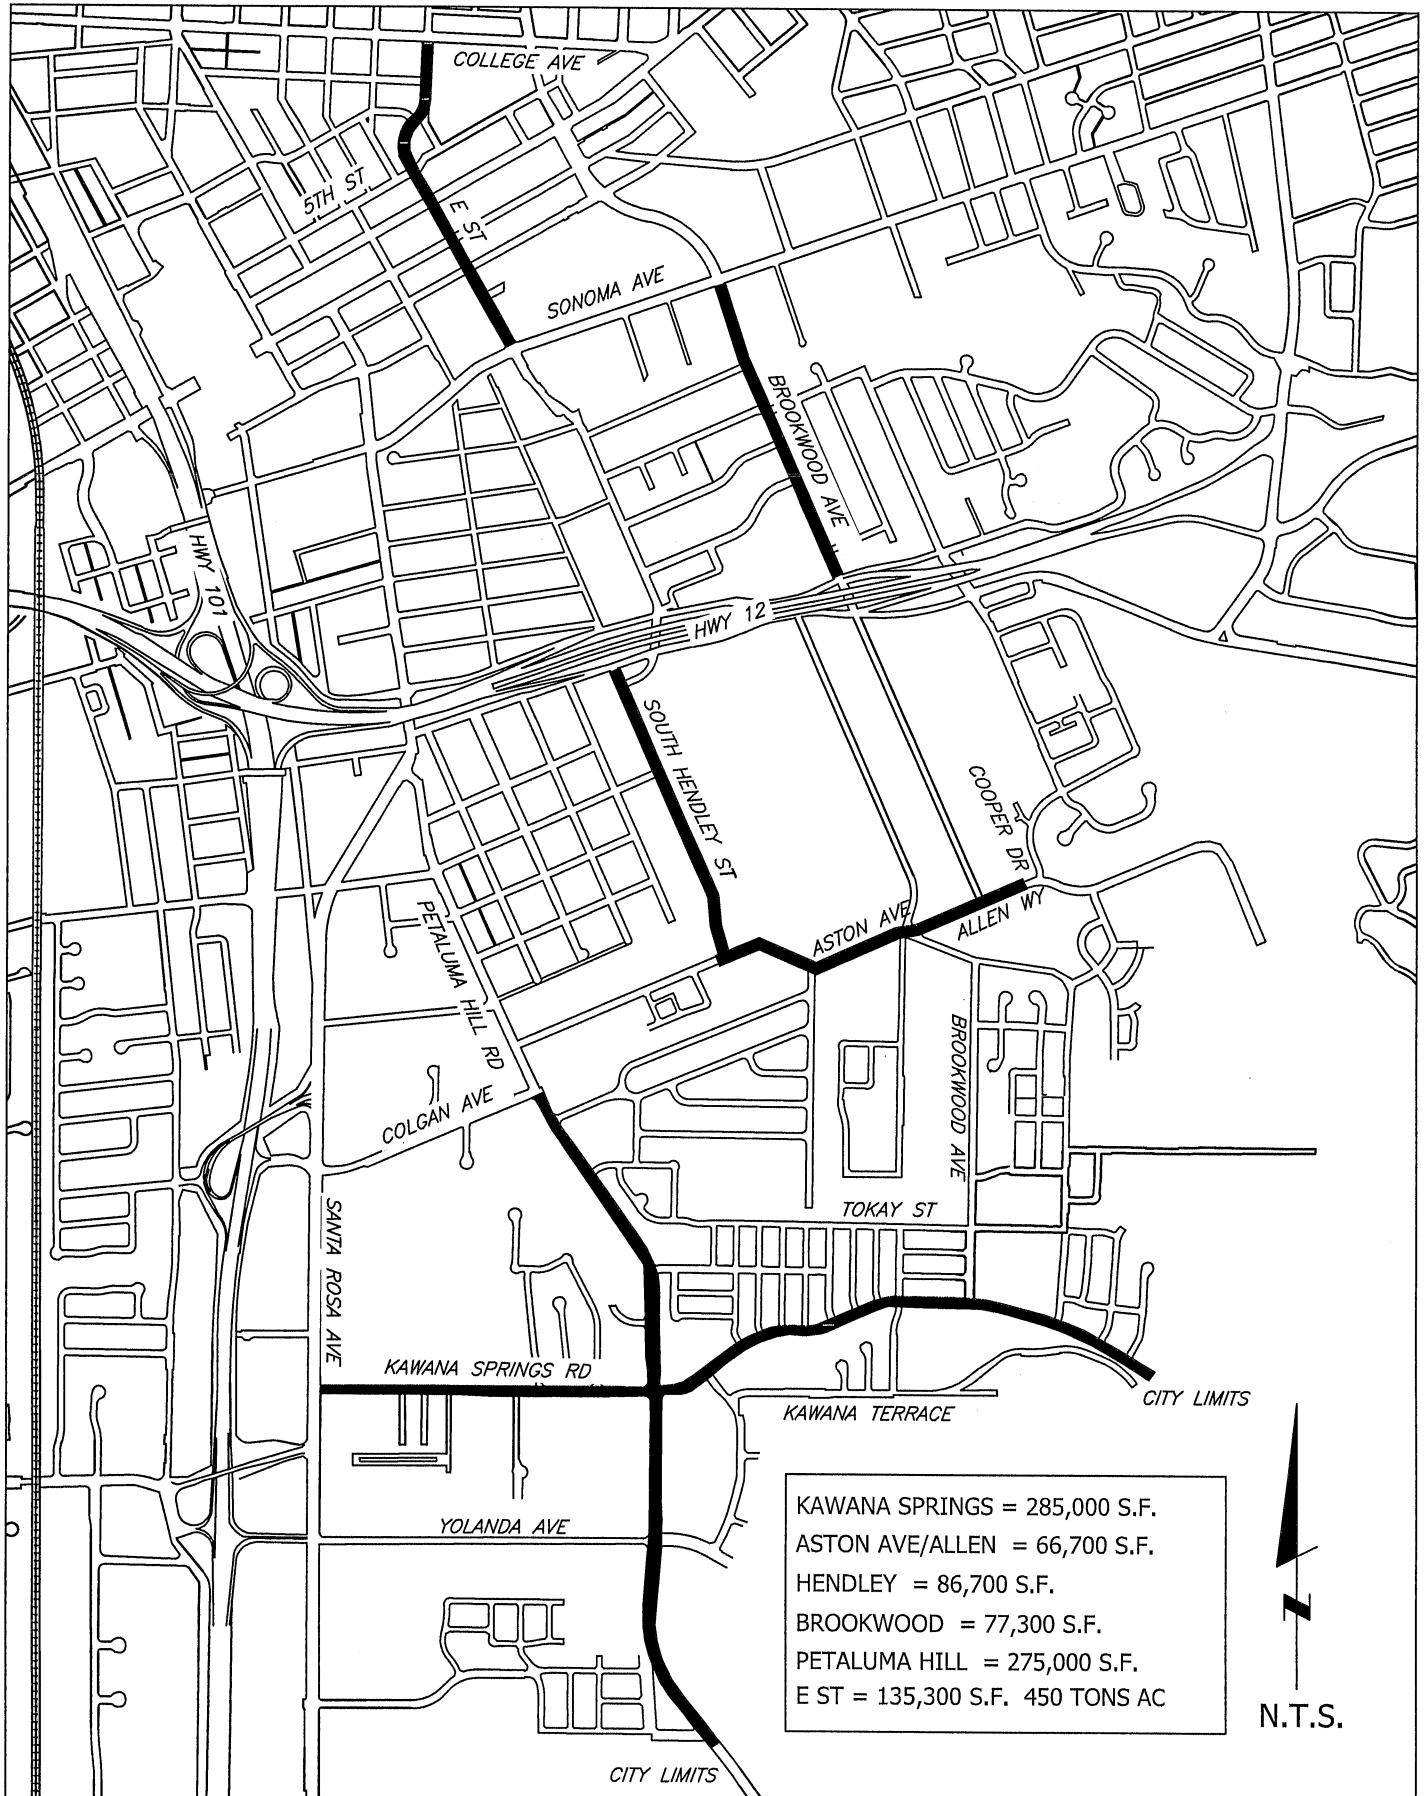 COLLEGE AVE
5TH ST
E ST
SONOMA AVE
BROOKWOOD AVE
HWY 101
HWY 12
SOUTH HENDLEY ST
COOPER DR
PETALUMA HILL RD
ASTON AVE
ALLEN WY
BROOKWOOD AVE
COLGAN AVE
SANTA ROSA AVE
TOKAY ST
KAWANA SPRINGS RD
KAWANA TERRACE
CITY LIMITS
YOLANDA AVE
KAWANA SPRINGS = 285,000 S.F.
ASTON AVE/ALLEN = 66,700 S.F.
HENDLEY = 86,700 S.F.
BROOKWOOD = 77,300 S.F.
PETALUMA HILL = 275,000 S.F.
E ST = 135,300 S.F. 450 TONS AC
N
N.T.S.
CITY LIMITS